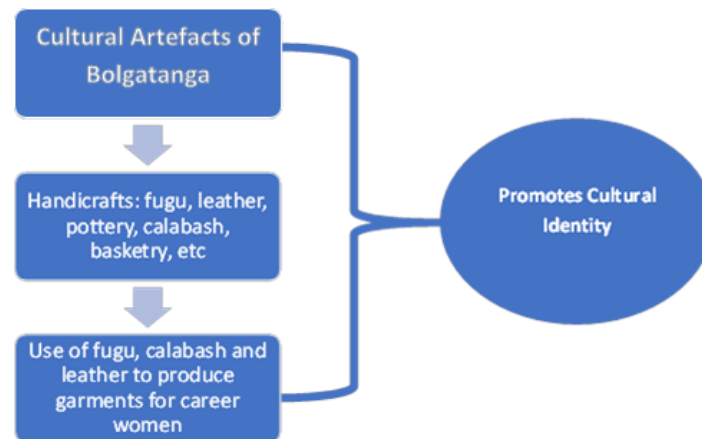 Cultural Artefacts of
Bolgatanga
Handicrafts: fugu, leather,
pottery, calabash,
basketry, etc
Use of fugu, calabash and
leather to produce
garments for career
women
Promotes Cultural
Identity